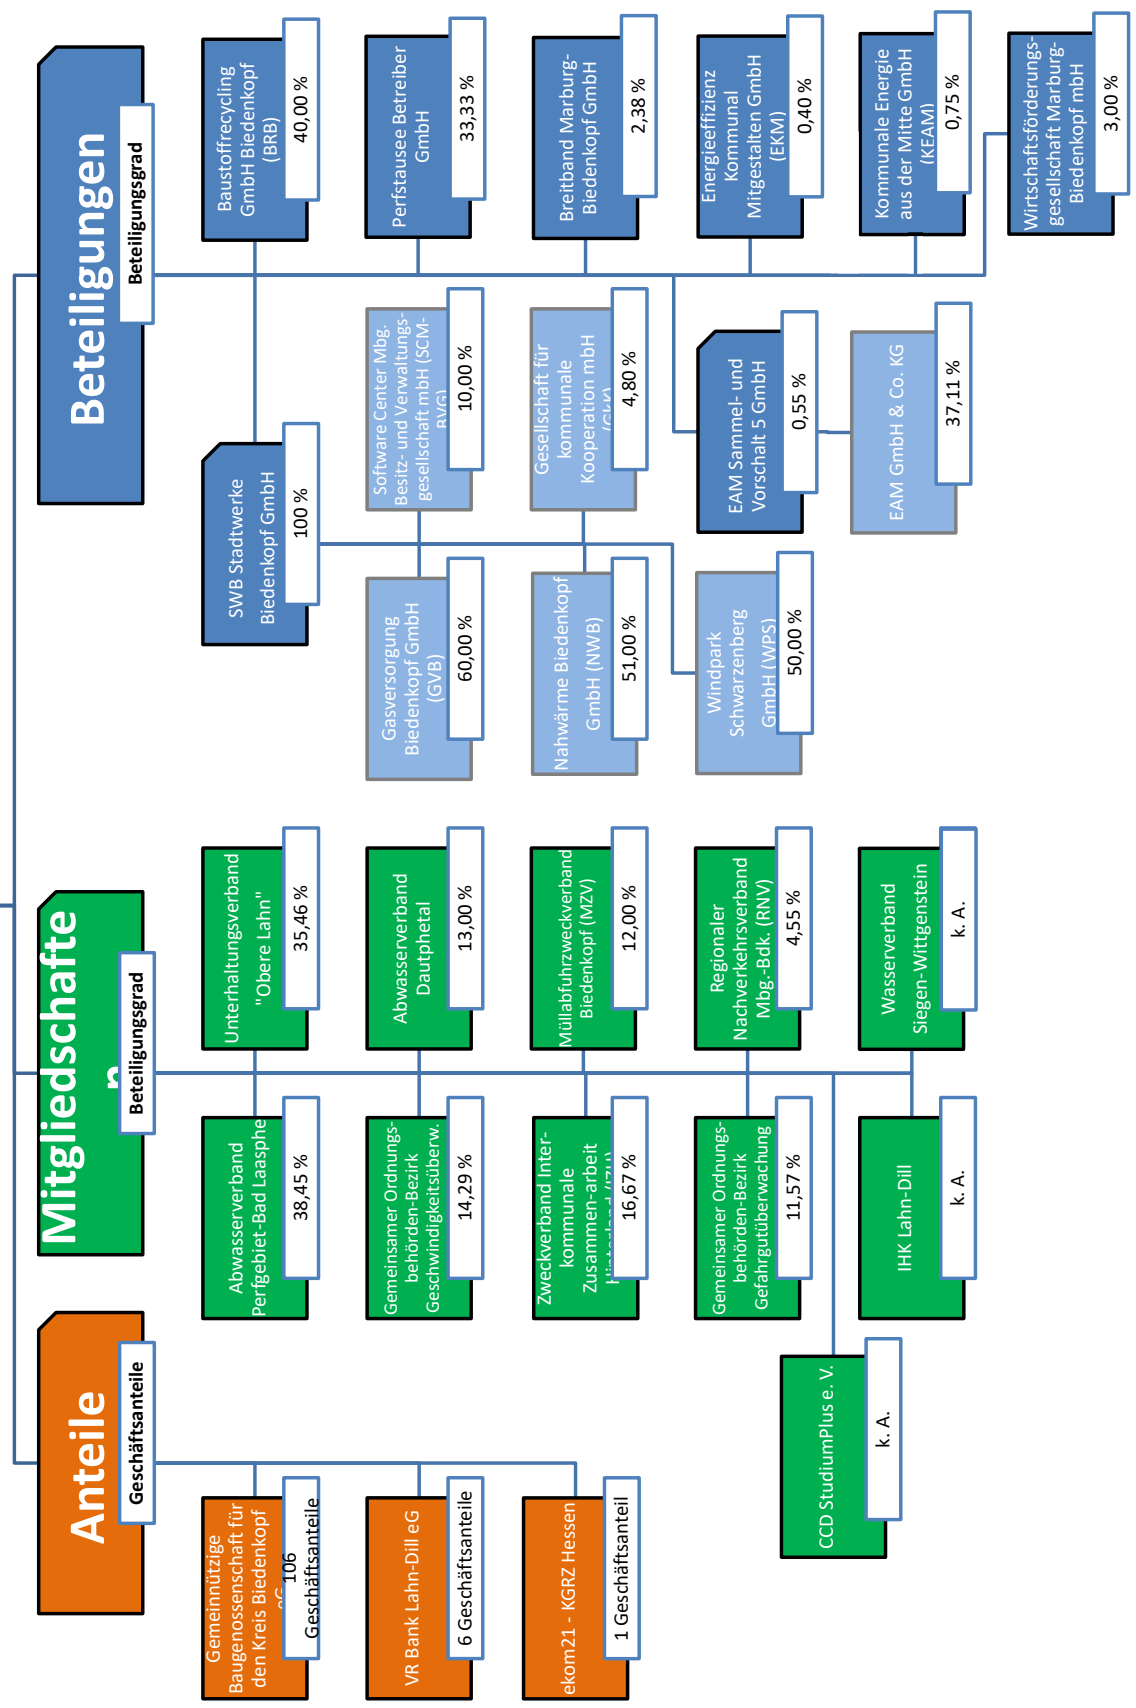 Anteile
Geschäftsanteile
Gemeinnützige
Baugenossenschaft für
den Kreis Biedenkopf
eG
106
Geschäftsanteile
VR Bank Lahn-Dill eG
6 Geschäftsanteile
ekom21 - KGRZ Hessen
1 Geschäftsanteil
Mitgliedschafte
n
Beteiligungsgrad
Abwasserverband
Perfgebiet-Bad Laasphe
38,45 %
Unterhaltungsverband
"Obere Lahn"
35,46 %
Gemeinsamer Ordnungs-
behörden-Bezirk
Geschwindigkeitsüberw.
14,29 %
Abwasserverband
Dautphetal
13,00 %
Zweckverband Inter-
kommunale
Zusammen-arbeit
Hinterland (IZH)
16,67 %
Müllabfuhrzweckverband
Biedenkopf (MZV)
12,00 %
Gemeinsamer Ordnungs-
behörden-Bezirk
Gefahrgutüberwachung
11,57 %
Regionaler
Nachverkehrsverband
Mbg.-Bdk. (RNV)
4,55 %
IHK Lahn-Dill
k. A.
Wasserverband
Siegen-Wittgenstein
k. A.
CCD StudiumPlus e. V.
k. A.
Beteiligungen
Beteiligungsgrad
SWB Stadtwerke
Biedenkopf GmbH
100 %
Baustoffrecycling
GmbH Biedenkopf
(BRB)
40,00 %
Gasversorgung
Biedenkopf GmbH
(GVB)
60,00 %
Software Center Mbg.
Besitz- und Verwaltungs-
gesellschaft mbH (SCM-
BVG)
10,00 %
Perfstausee Betreiber
GmbH
33,33 %
Nahwärme Biedenkopf
GmbH (NWB)
51,00 %
Gesellschaft für
kommunale
Kooperation mbH
(GkK)
4,80 %
Breitband Marburg-
Biedenkopf GmbH
2,38 %
Windpark
Schwarzenberg
GmbH (WPS)
50,00 %
EAM Sammel- und
Vorschalt 5 GmbH
0,55 %
Energieeffizienz
Kommunal
Mitgestalten GmbH
(EKM)
0,40 %
EAM GmbH & Co. KG
37,11 %
Kommunale Energie
aus der Mitte GmbH
(KEAM)
0,75 %
Wirtschaftsförderungs-
gesellschaft Marburg-
Biedenkopf mbH
3,00 %